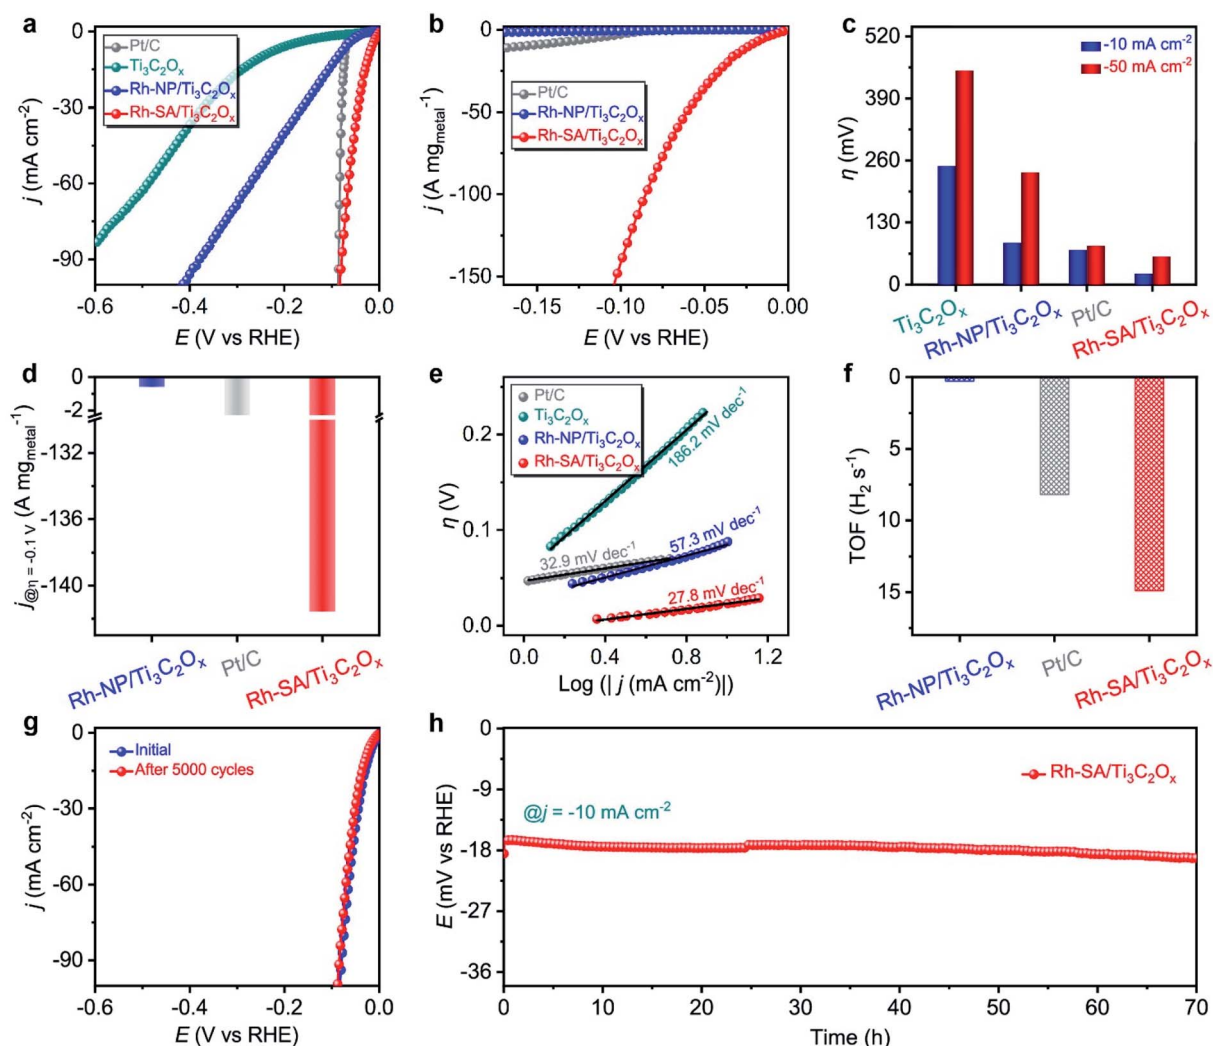 a
j (mA cm⁻²)
0
-30
-60
-90
Pt/C
Ti₃C₂Oₓ
Rh-NP/Ti₃C₂Oₓ
Rh-SA/Ti₃C₂Oₓ
-0.6 -0.4 -0.2 0.0
E (V vs RHE)
b
j (A mg_metal⁻¹)
0
-50
-100
-150
Pt/C
Rh-NP/Ti₃C₂Oₓ
Rh-SA/Ti₃C₂Oₓ
-0.15 -0.10 -0.05 0.00
E (V vs RHE)
c
η (mV)
520
390
260
130
0
-10 mA cm⁻²
-50 mA cm⁻²
Ti₃C₂Oₓ
Rh-NP/Ti₃C₂Oₓ
Pt/C
Rh-SA/Ti₃C₂Oₓ
d
j@η = -0.1 V (A mg_metal⁻¹)
0
-2
-132
-136
-140
Rh-NP/Ti₃C₂Oₓ
Pt/C
Rh-SA/Ti₃C₂Oₓ
e
η (V)
0.2
0.1
0.0
Pt/C
Ti₃C₂Oₓ
Rh-NP/Ti₃C₂Oₓ
Rh-SA/Ti₃C₂Oₓ
186.2 mV dec⁻¹
57.3 mV dec⁻¹
32.9 mV dec⁻¹
27.8 mV dec⁻¹
0.0 0.4 0.8 1.2
Log (| j (mA cm⁻²)|)
f
TOF (H₂ s⁻¹)
0
5
10
15
Rh-NP/Ti₃C₂Oₓ
Pt/C
Rh-SA/Ti₃C₂Oₓ
g
j (mA cm⁻²)
0
-30
-60
-90
Initial
After 5000 cycles
-0.6 -0.4 -0.2 0.0
E (V vs RHE)
h
E (mV vs RHE)
0
-9
-18
-27
-36
Rh-SA/Ti₃C₂Oₓ
@j = -10 mA cm⁻²
0 10 20 30 40 50 60 70
Time (h)